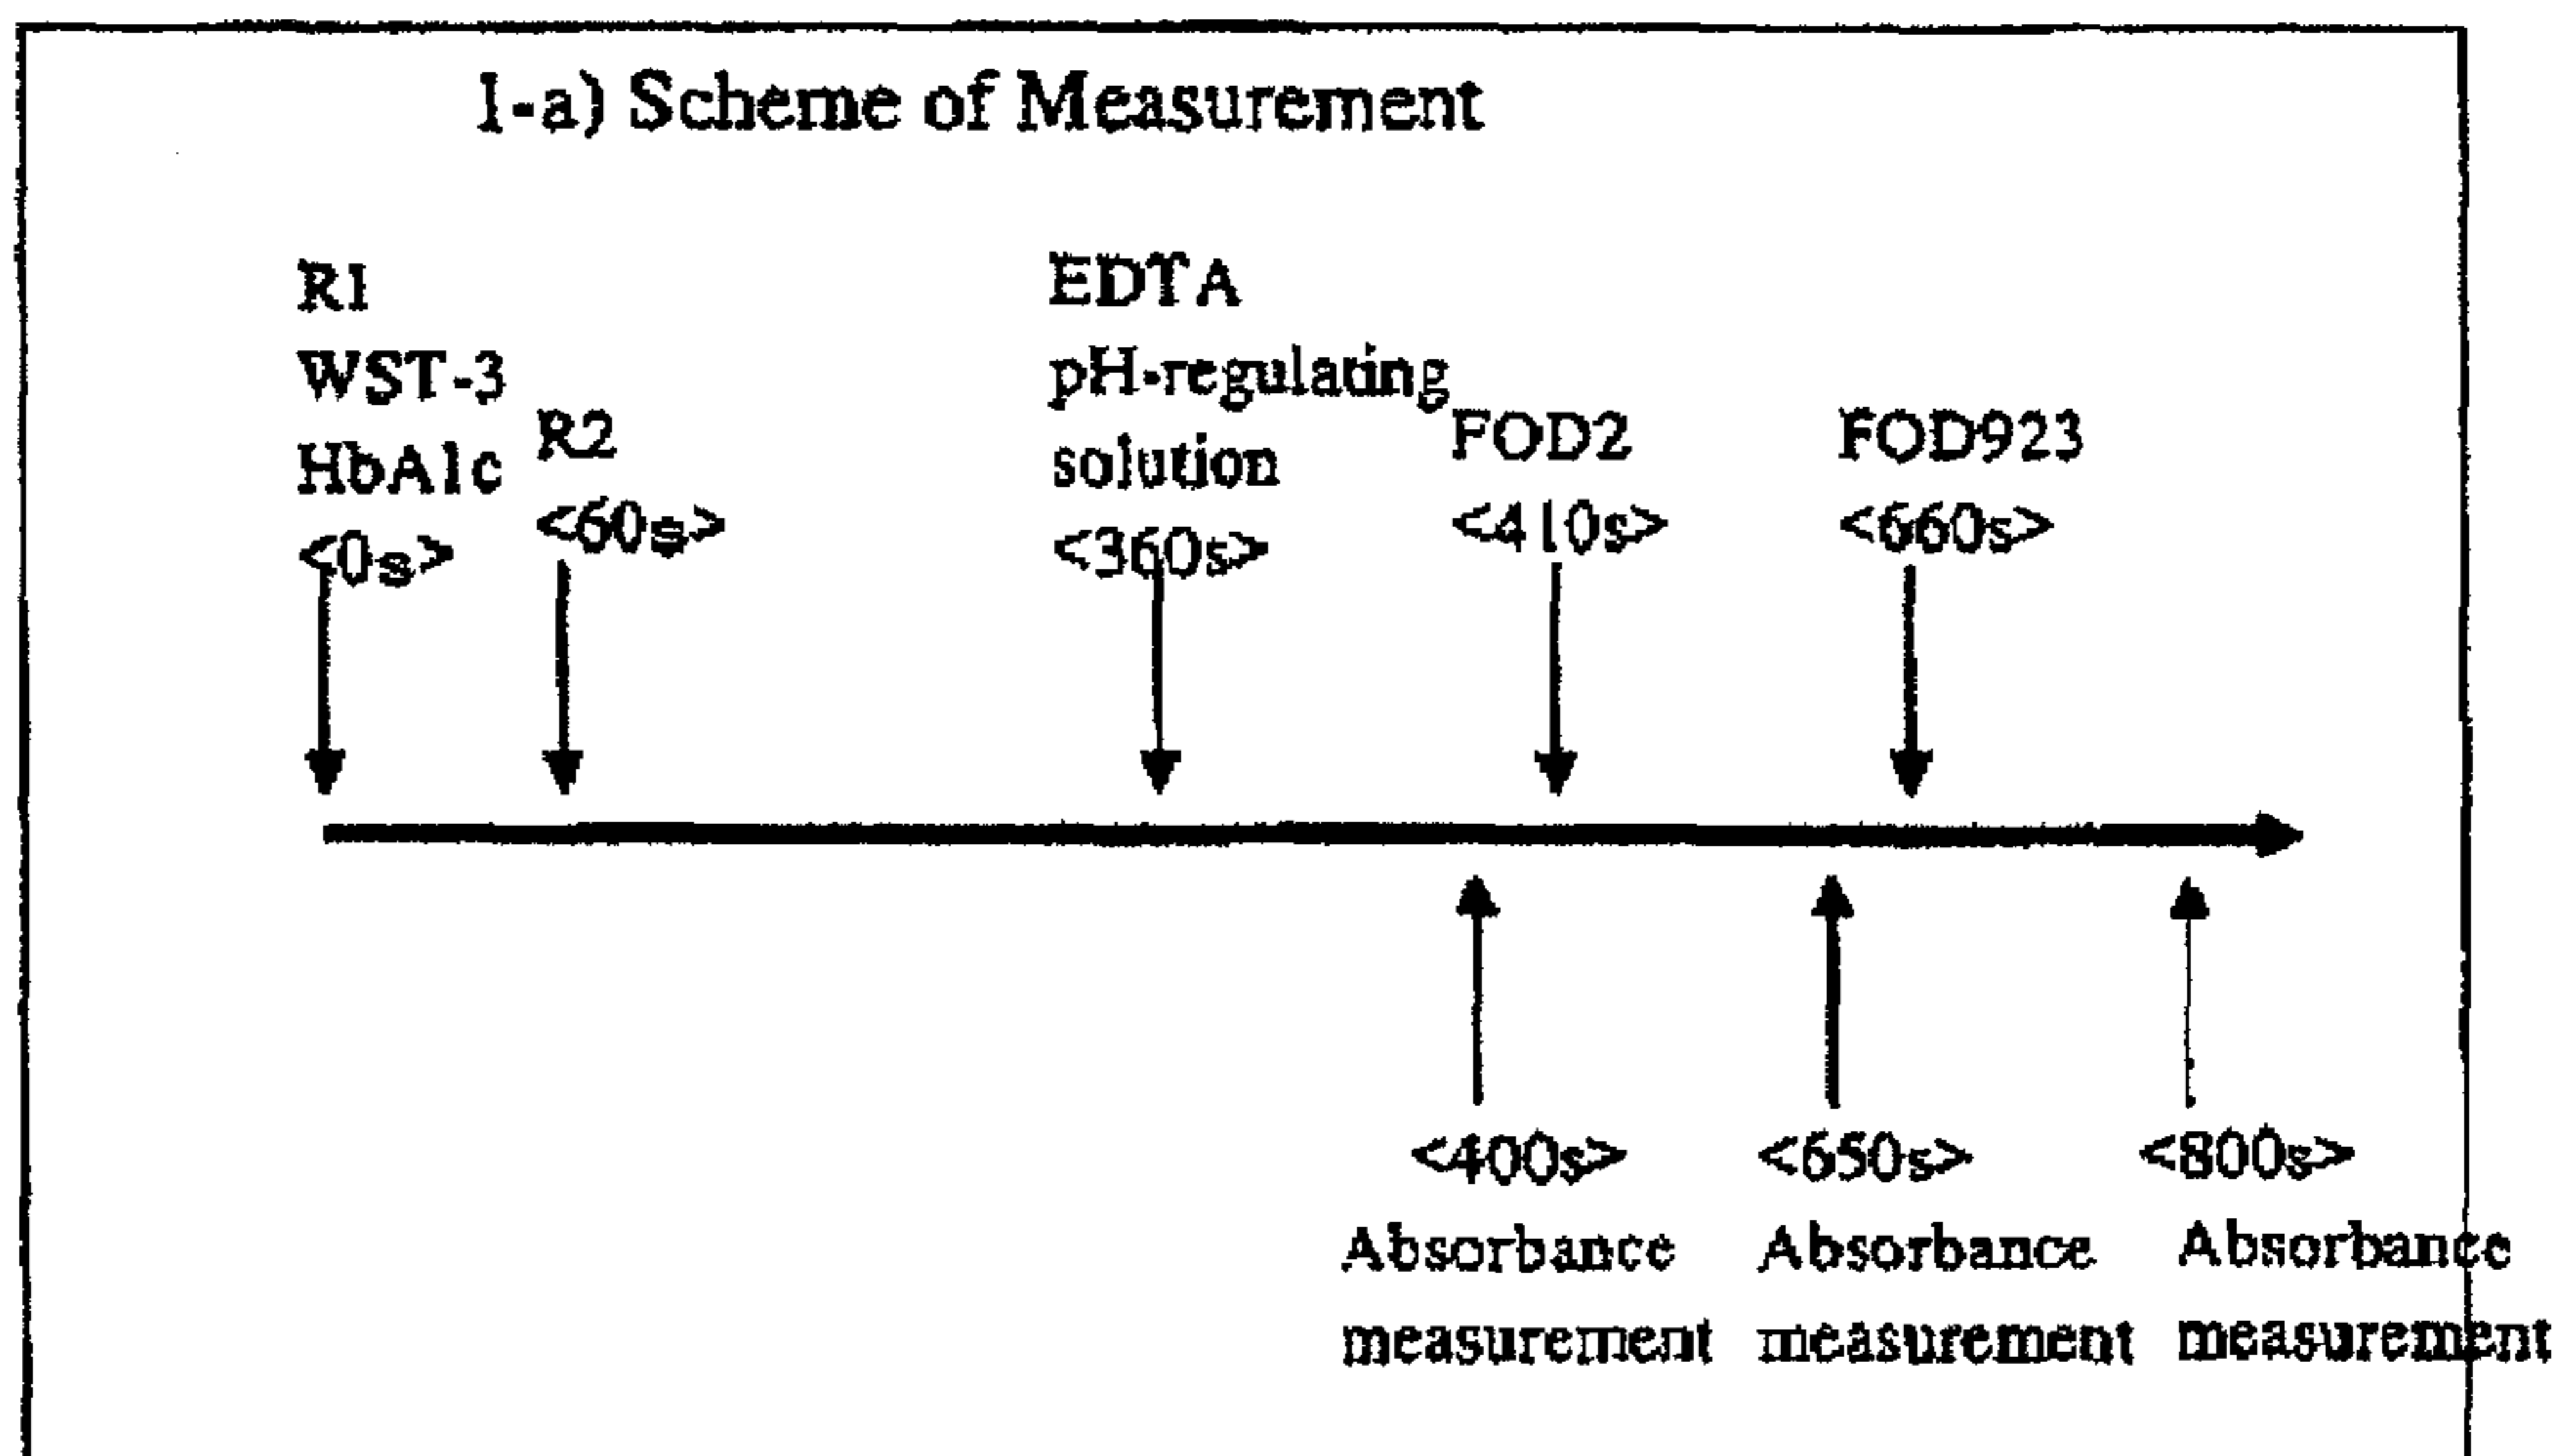 1-a) Scheme of Measurement
R1
WST-3
HbA1c
<0s>
R2
<60s>
EDTA
pH-regulating
solution
<360s>
FOD2
<410s>
FOD923
<660s>
<400s>
Absorbance
measurement
<650s>
Absorbance
measurement
<800s>
Absorbance
measurement